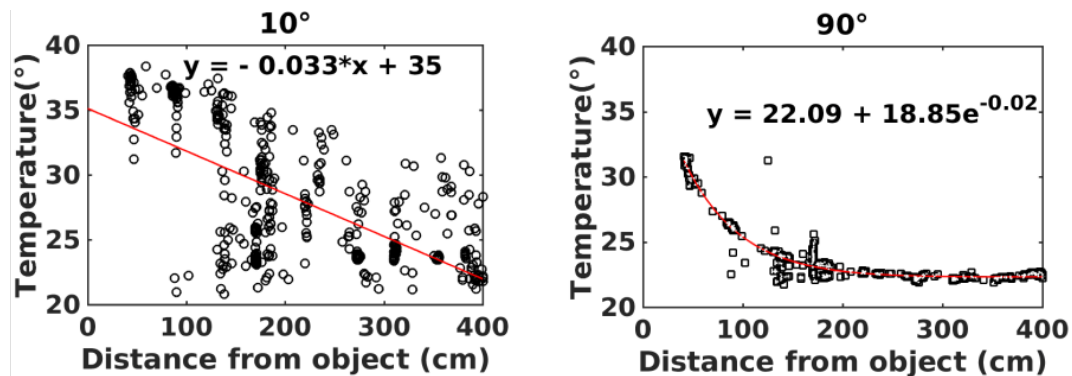 10°
40
35
30
25
20
y = - 0.033*x + 35
Temperature(°)
0 100 200 300 400
Distance from object (cm)
90°
40
30
25
20
y = 22.09 + 18.85e-0.02
Temperature(°)
0 100 200 300 400
Distance from object (cm)